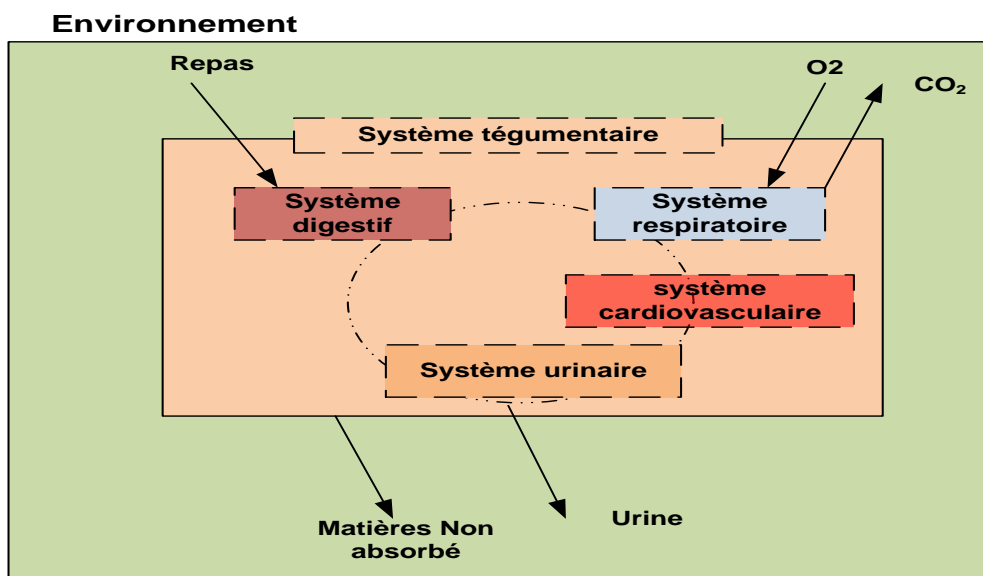 Environnement
Repas
O2
CO₂
Système tégumentaire
Système
digestif
Système
respiratoire
système
cardiovasculaire
Système urinaire
Matières Non
absorbé
Urine